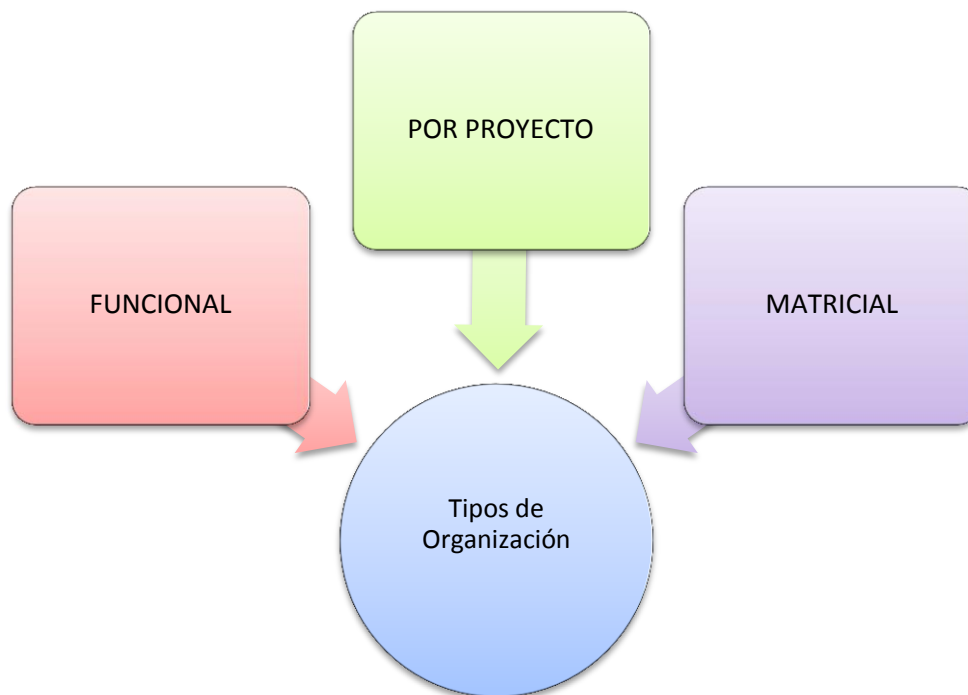 POR PROYECTO
FUNCIONAL
MATRICIAL
Tipos de
Organización